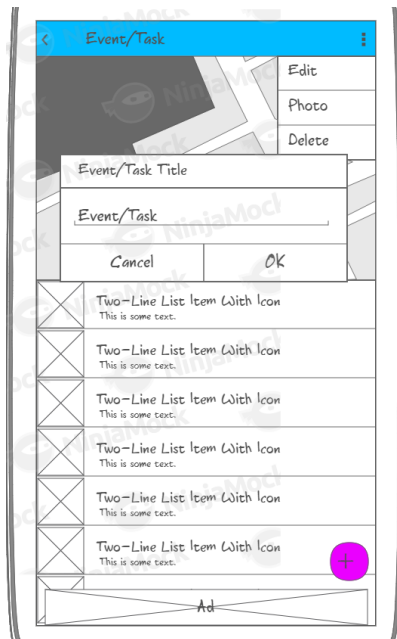 Event/Task
Edit
Photo
Delete
Event/Task Title
Event/Task
Cancel
OK
Two-Line List Item With Icon
This is some text.
Two-Line List Item With Icon
This is some text.
Two-Line List Item With Icon
This is some text.
Two-Line List Item With Icon
This is some text.
Two-Line List Item With Icon
This is some text.
Two-Line List Item With Icon
This is some text.
Ad
NinjaMock